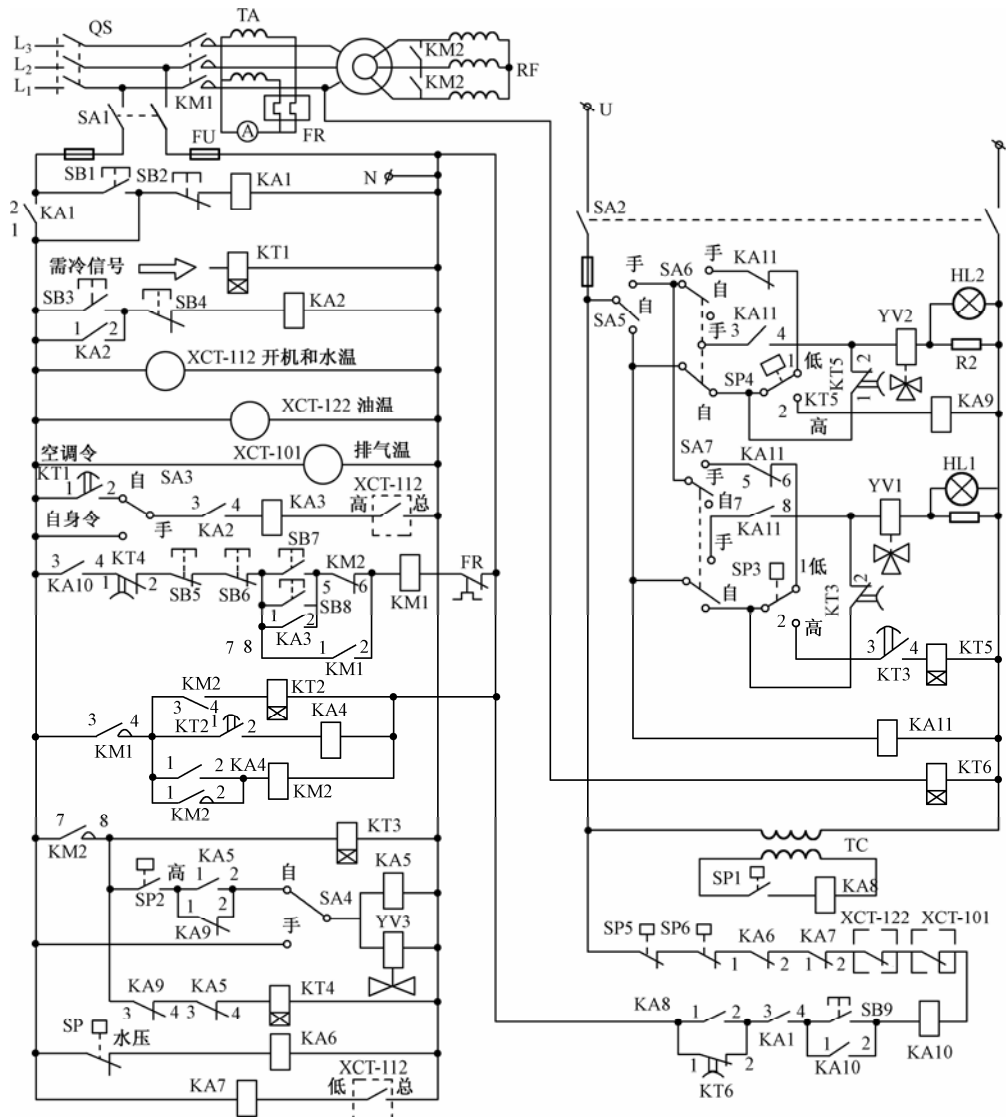 TA
QS
L3
L2
L1
KM2
KM2
RF
KM1
SA1
A
FR
FU
U
SB1
SB2
KA1
N
2
1
KA1
SA2
需冷信号
KT1
SB3
SB4
KA2
1 2
KA2
XCT-112 开机和水温
XCT-122 油温
空调令
XCT-101
排气温
KT1
1 2
自
SA3
手
3 4
KA2
KA3
XCT-112
高 总
自身令
3 4
KA10
KT4
1 2
SB5
SB6
SB7
SB8
1 2
KA3
KM2
5 6
KM1
FR
7 8
1 2
KM1
KM2
3 4
KT2
KT2
1 2
KA4
3 4
KM1
1 2
KA4
KM2
1 2
KM2
7 8
KM2
KT3
SP2
高
KA5
1 2
1 2
KA9
自
手
SA4
KA5
YV3
KA9
3 4
KA5
3 4
KT4
SP
水压
KA6
KA7
XCT-112
低 总
手
自
SA5
SA6
手
自
KA11
KA11
手
3 4
自
SP4
1
低
2
KT5
高
KT5
2
1
YV2
HL2
R2
KA9
SA7
KA11
5 6
自
7 8
KA11
手
自
SP3
1
低
2
高
KT3
2
1
YV1
HL1
3 4
KT3
KT5
KA11
KT6
TC
SP1
KA8
XCT-122
XCT-101
SP5
SP6
KA6
1 2
KA7
1 2
KA8
1 2
1 2
KT6
3 4
KA1
SB9
1 2
KA10
KA10